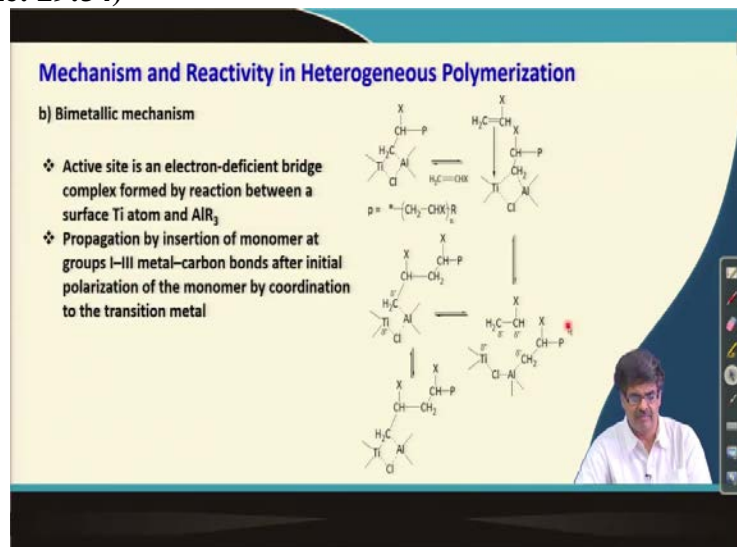 Mechanism and Reactivity in Heterogeneous Polymerization
b) Bimetallic mechanism
❖ Active site is an electron-deficient bridge
complex formed by reaction between a
surface Ti atom and AlR₃
❖ Propagation by insertion of monomer at
groups I–III metal–carbon bonds after initial
polarization of the monomer by coordination
to the transition metal
X
CH—P
H₂C
Ti Al
Cl
H₂C=CHX
X
H₂C=CH
X
CH—P
CH₂
Ti Al
Cl
X
X CH—P
CH—CH₂
H₂C
Ti Al
Cl
X
H₂C—CH X
CH—P
Ti CH₂
Cl—Al
X
X CH—P
CH—CH₂
H₂C
Ti Al
Cl